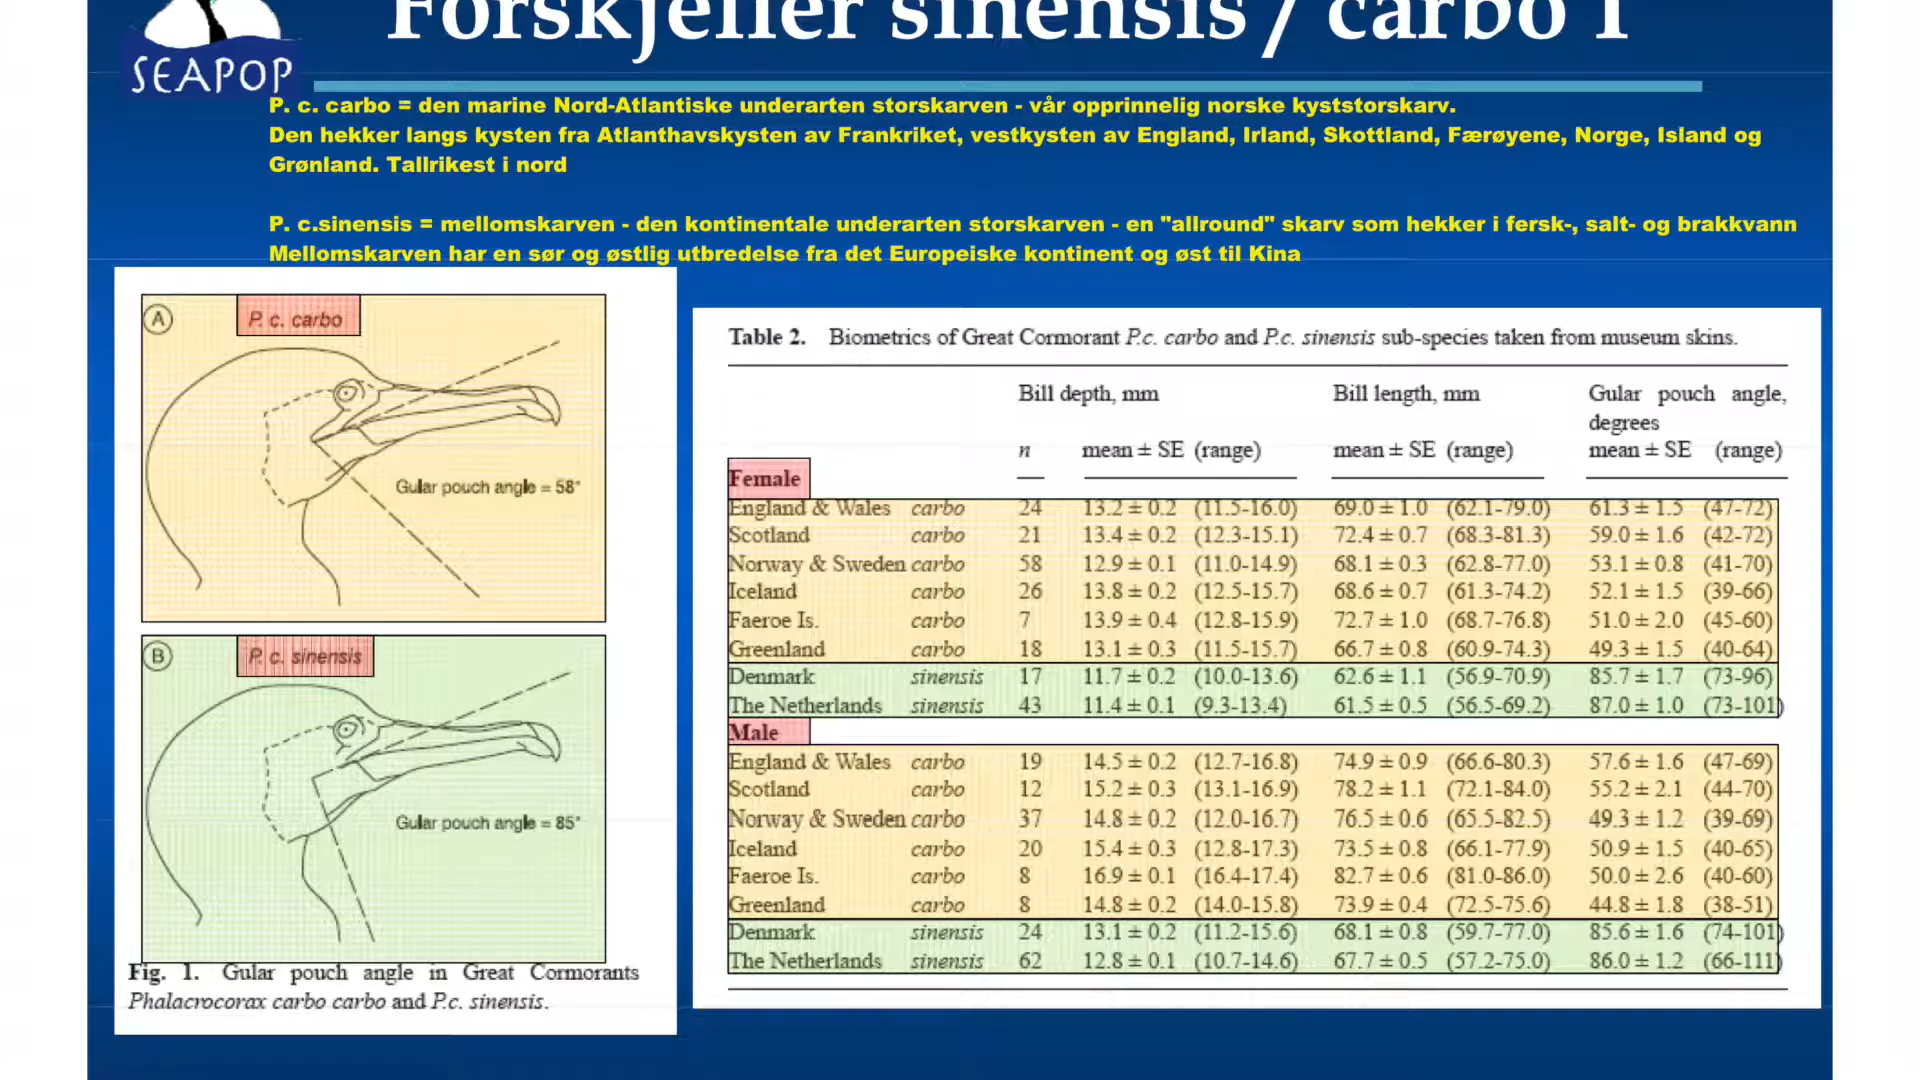 Forskjeller sinensis / carbo I
SEAPOP
P. c. carbo = den marine Nord-Atlantiske underarten storskarven - vår opprinnelig norske kyststorskarv.
Den hekker langs kysten fra Atlanthavskysten av Frankriket, vestkysten av England, Irland, Skottland, Færøyene, Norge, Island og
Grønland. Tallrikest i nord
P. c.sinensis = mellomskarven - den kontinentale underarten storskarven - en "allround" skarv som hekker i fersk-, salt- og brakkvann
Mellomskarven har en sør og østlig utbredelse fra det Europeiske kontinent og øst til Kina
A
P. c. carbo
Gular pouch angle = 58°
B
P. c. sinensis
Gular pouch angle = 85°
Fig. 1. Gular pouch angle in Great Cormorants
Phalacrocorax carbo carbo and P.c. sinensis.
Table 2. Biometrics of Great Cormorant P.c. carbo and P.c. sinensis sub-species taken from museum skins.
Bill depth, mm Bill length, mm Gular pouch angle,
degrees
n mean ± SE (range) mean ± SE (range) mean ± SE (range)
Female
England & Wales carbo 24 13.2 ± 0.2 (11.5-16.0) 69.0 ± 1.0 (62.1-79.0) 61.3 ± 1.5 (47-72)
Scotland carbo 21 13.4 ± 0.2 (12.3-15.1) 72.4 ± 0.7 (68.3-81.3) 59.0 ± 1.6 (42-72)
Norway & Sweden carbo 58 12.9 ± 0.1 (11.0-14.9) 68.1 ± 0.3 (62.8-77.0) 53.1 ± 0.8 (41-70)
Iceland carbo 26 13.8 ± 0.2 (12.5-15.7) 68.6 ± 0.7 (61.3-74.2) 52.1 ± 1.5 (39-66)
Faeroe Is. carbo 7 13.9 ± 0.4 (12.8-15.9) 72.7 ± 1.0 (68.7-76.8) 51.0 ± 2.0 (45-60)
Greenland carbo 18 13.1 ± 0.3 (11.5-15.7) 66.7 ± 0.8 (60.9-74.3) 49.3 ± 1.5 (40-64)
Denmark sinensis 17 11.7 ± 0.2 (10.0-13.6) 62.6 ± 1.1 (56.9-70.9) 85.7 ± 1.7 (73-96)
The Netherlands sinensis 43 11.4 ± 0.1 (9.3-13.4) 61.5 ± 0.5 (56.5-69.2) 87.0 ± 1.0 (73-101)
Male
England & Wales carbo 19 14.5 ± 0.2 (12.7-16.8) 74.9 ± 0.9 (66.6-80.3) 57.6 ± 1.6 (47-69)
Scotland carbo 12 15.2 ± 0.3 (13.1-16.9) 78.2 ± 1.1 (72.1-84.0) 55.2 ± 2.1 (44-70)
Norway & Sweden carbo 37 14.8 ± 0.2 (12.0-16.7) 76.5 ± 0.6 (65.5-82.5) 49.3 ± 1.2 (39-69)
Iceland carbo 20 15.4 ± 0.3 (12.8-17.3) 73.5 ± 0.8 (66.1-77.9) 50.9 ± 1.5 (40-65)
Faeroe Is. carbo 8 16.9 ± 0.1 (16.4-17.4) 82.7 ± 0.6 (81.0-86.0) 50.0 ± 2.6 (40-60)
Greenland carbo 8 14.8 ± 0.2 (14.0-15.8) 73.9 ± 0.4 (72.5-75.6) 44.8 ± 1.8 (38-51)
Denmark sinensis 24 13.1 ± 0.2 (11.2-15.6) 68.1 ± 0.8 (59.7-77.0) 85.6 ± 1.6 (74-101)
The Netherlands sinensis 62 12.8 ± 0.1 (10.7-14.6) 67.7 ± 0.5 (57.2-75.0) 86.0 ± 1.2 (66-111)